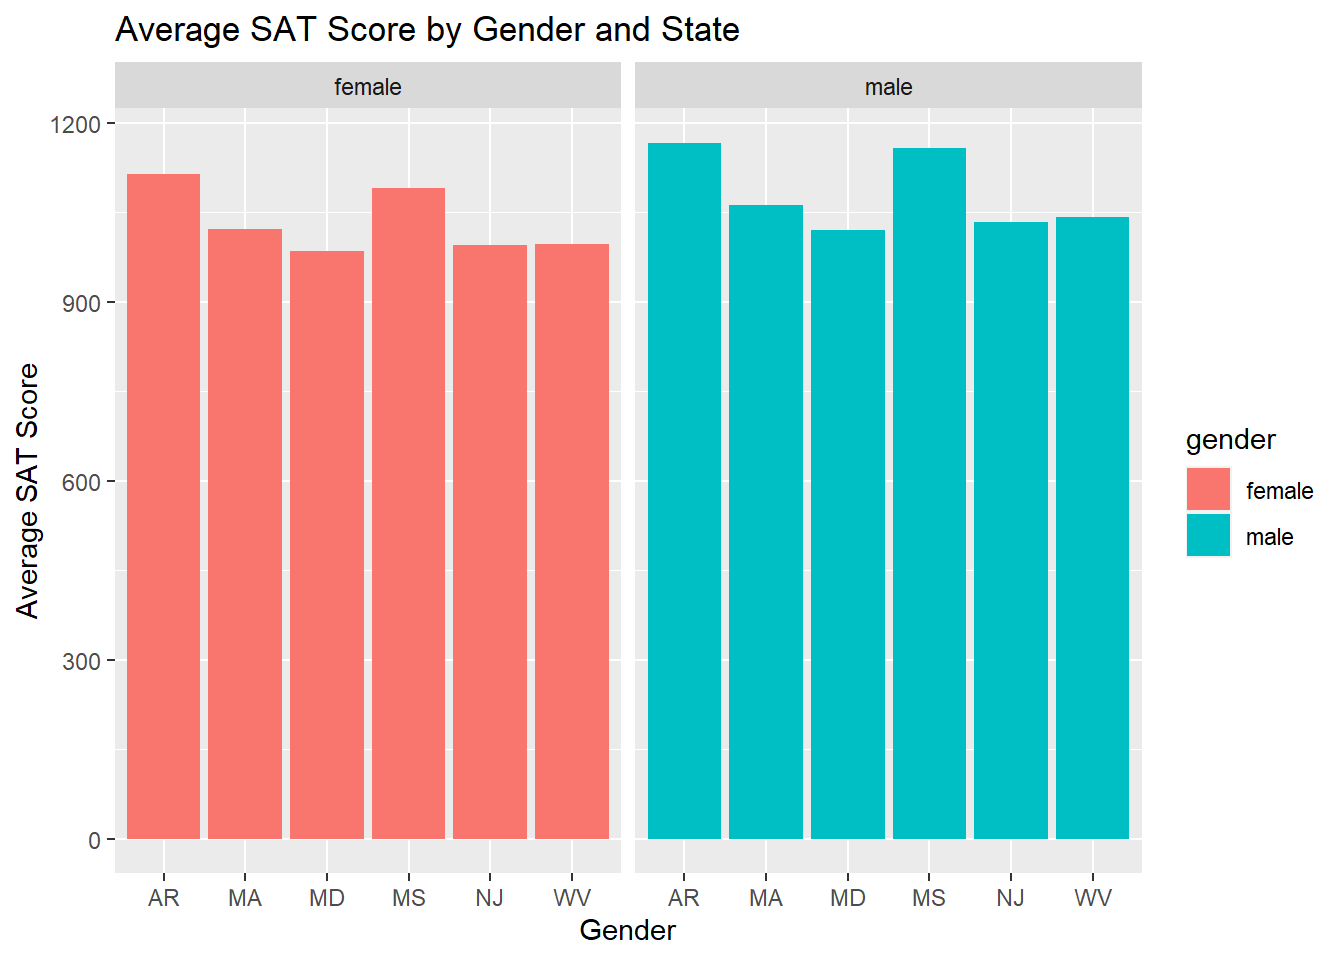 Average SAT Score by Gender and State
female
male
1200
900
600
300
0
Average SAT Score
AR MA MD MS NJ WV
AR MA MD MS NJ WV
Gender
gender
female
male